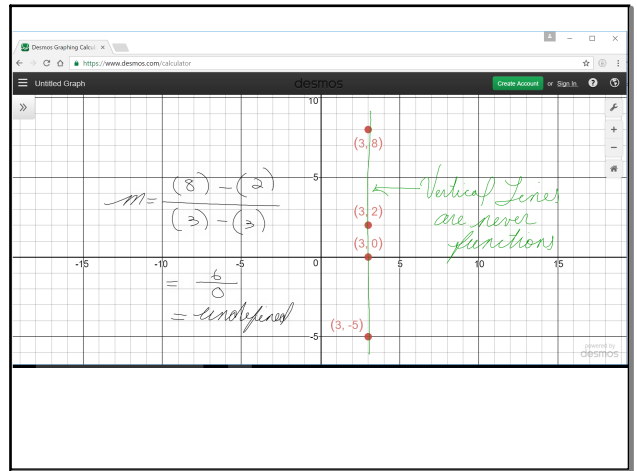 Desmos Graphing Calcul
https://www.desmos.com/calculator
Untitled Graph
desmos
Create Account or Sign In
10
(3, 8)
m = (8) - (2)
(3) - (3)
5
Vertical Lines
are never
functions
(3, 2)
(3, 0)
-15 -10 -5 0 5 10 15
= 6
0
= undefined
(3, -5)
-5
powered by
desmos